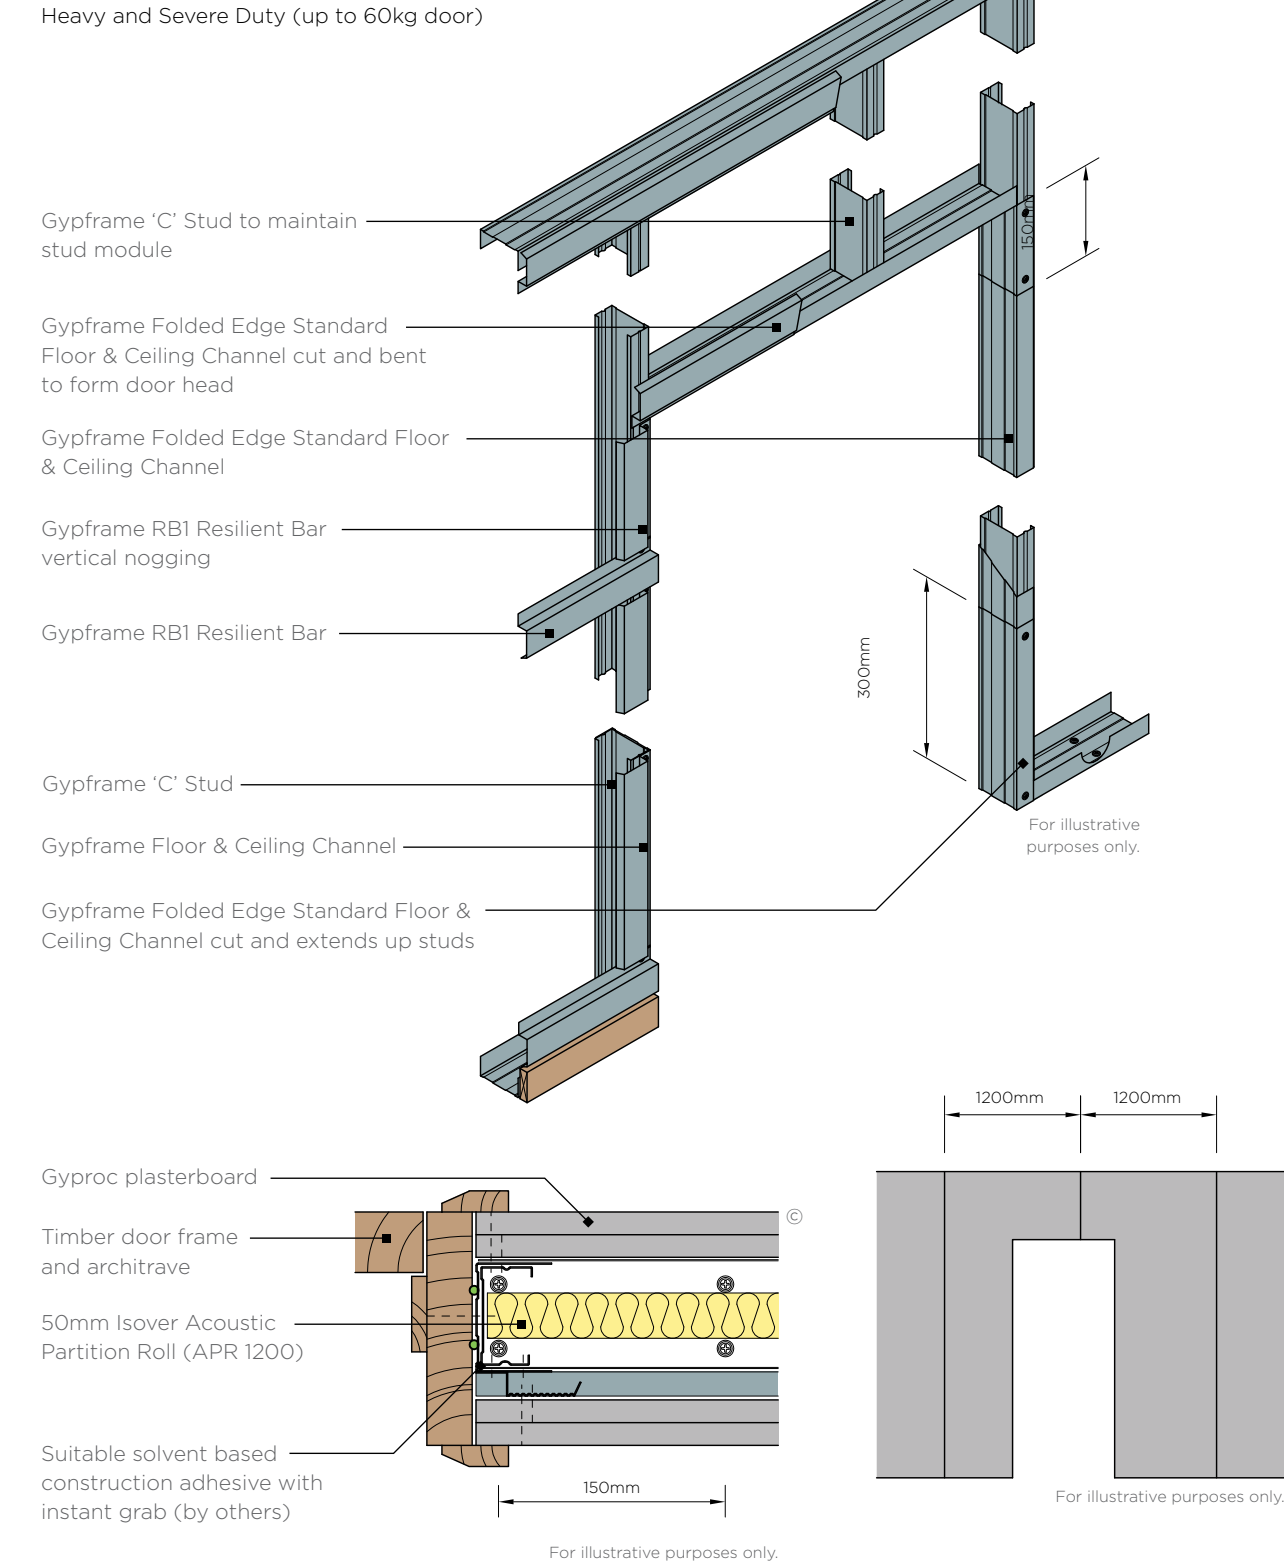 Heavy and Severe Duty (up to 60kg door)
Gypframe ‘C’ Stud to maintain
stud module
150mm
Gypframe Folded Edge Standard
Floor & Ceiling Channel cut and bent
to form door head
Gypframe Folded Edge Standard Floor
& Ceiling Channel
Gypframe RB1 Resilient Bar
vertical nogging
Gypframe RB1 Resilient Bar
300mm
Gypframe ‘C’ Stud
Gypframe Floor & Ceiling Channel
For illustrative
purposes only.
Gypframe Folded Edge Standard Floor &
Ceiling Channel cut and extends up studs
1200mm
1200mm
Gyproc plasterboard
©
Timber door frame
and architrave
50mm Isover Acoustic
Partition Roll (APR 1200)
Suitable solvent based
construction adhesive with
instant grab (by others)
150mm
For illustrative purposes only.
For illustrative purposes only.